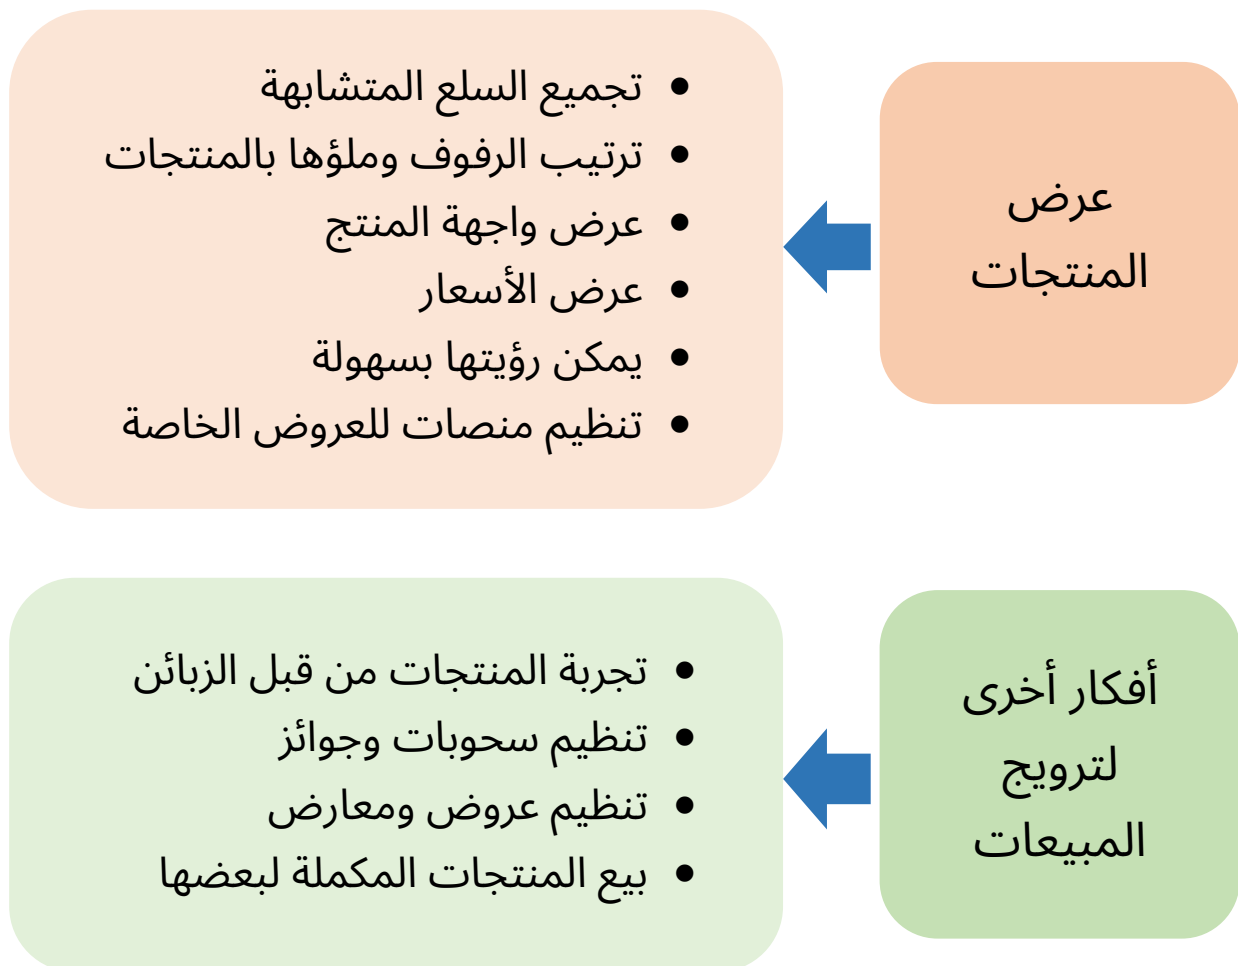 عرض
المنتجات
• تجميع السلع المتشابهة
• ترتيب الرفوف وملؤها بالمنتجات
• عرض واجهة المنتج
• عرض الأسعار
• يمكن رؤيتها بسهولة
• تنظيم منصات للعروض الخاصة
أفكار أخرى
لترويج
المبيعات
• تجربة المنتجات من قبل الزبائن
• تنظيم سحوبات وجوائز
• تنظيم عروض ومعارض
• بيع المنتجات المكملة لبعضها